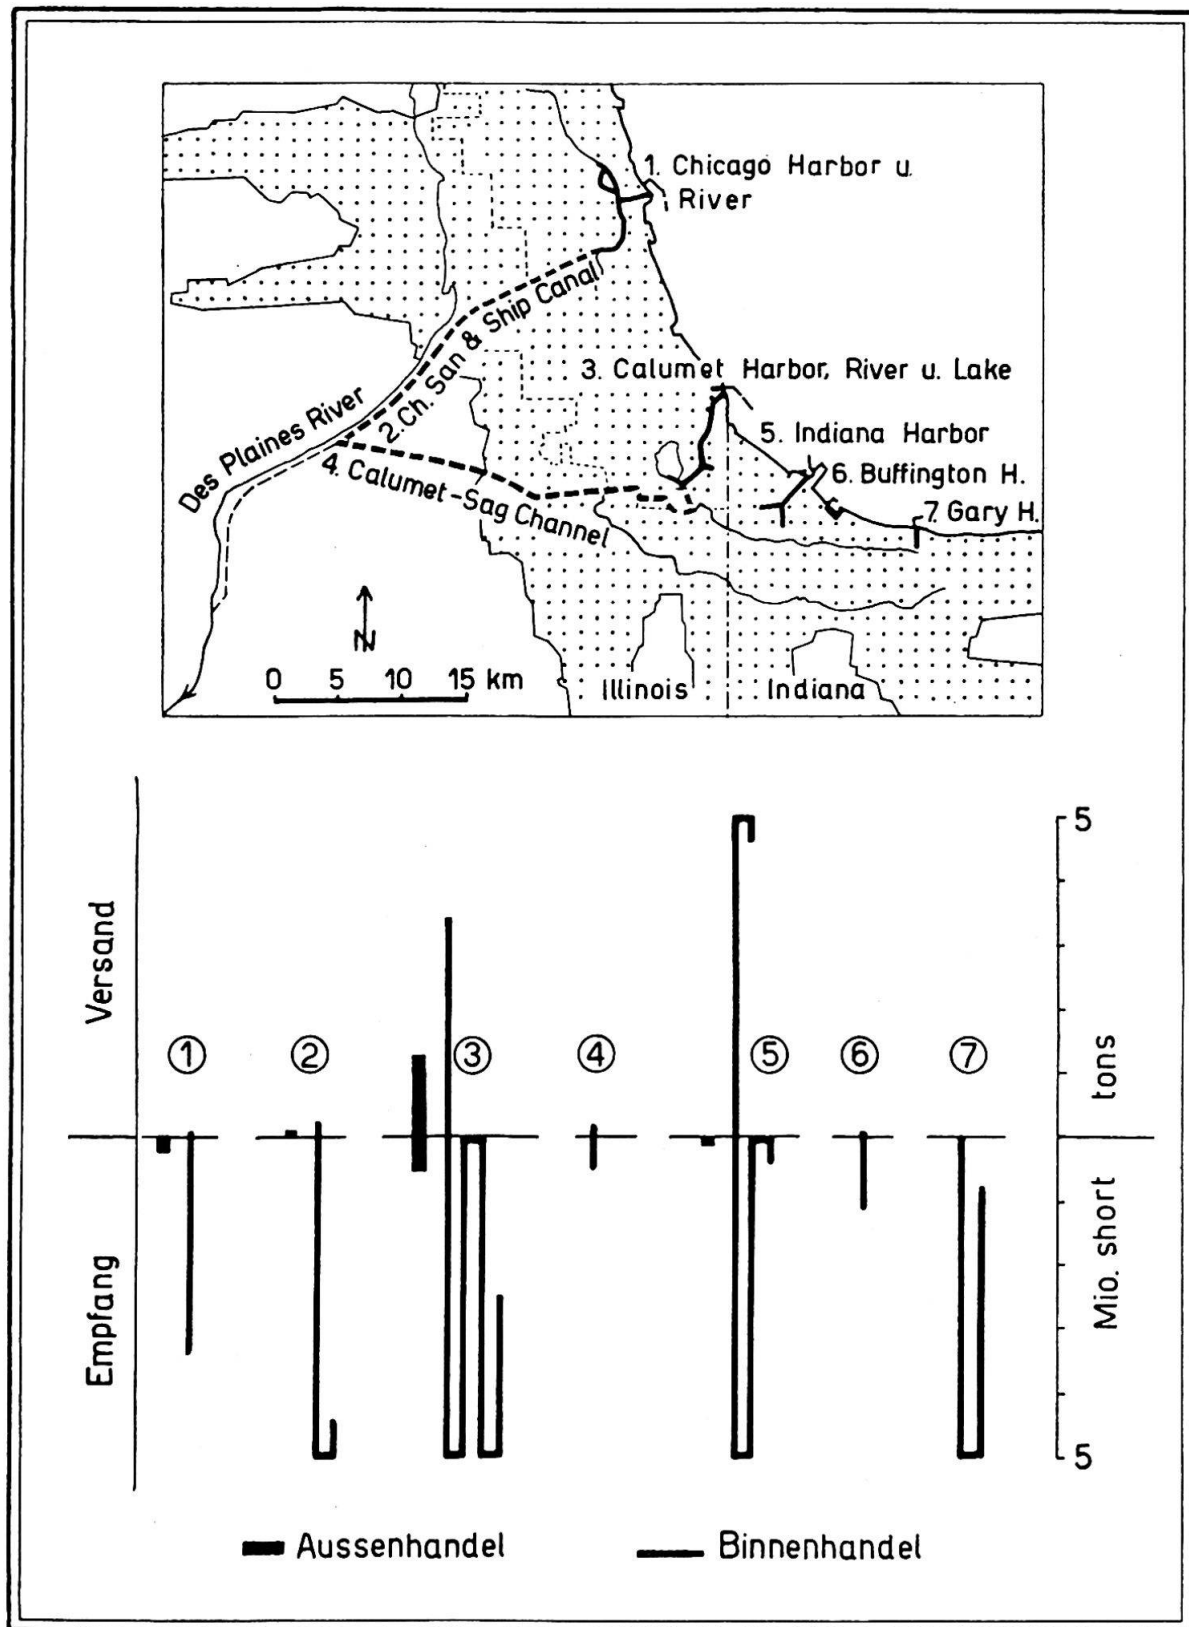 1. Chicago Harbor u.
River
2. Ch. San & Ship Canal
3. Calumet Harbor, River u. Lake
Des Plaines River
5. Indiana Harbor
6. Buffington H.
4. Calumet-Sag Channel
7. Gary H.
N
0 5 10 15 km
Illinois
Indiana
Versand
Empfang
1
2
3
4
5
6
7
5
5
Mio. short tons
Aussenhandel
Binnenhandel